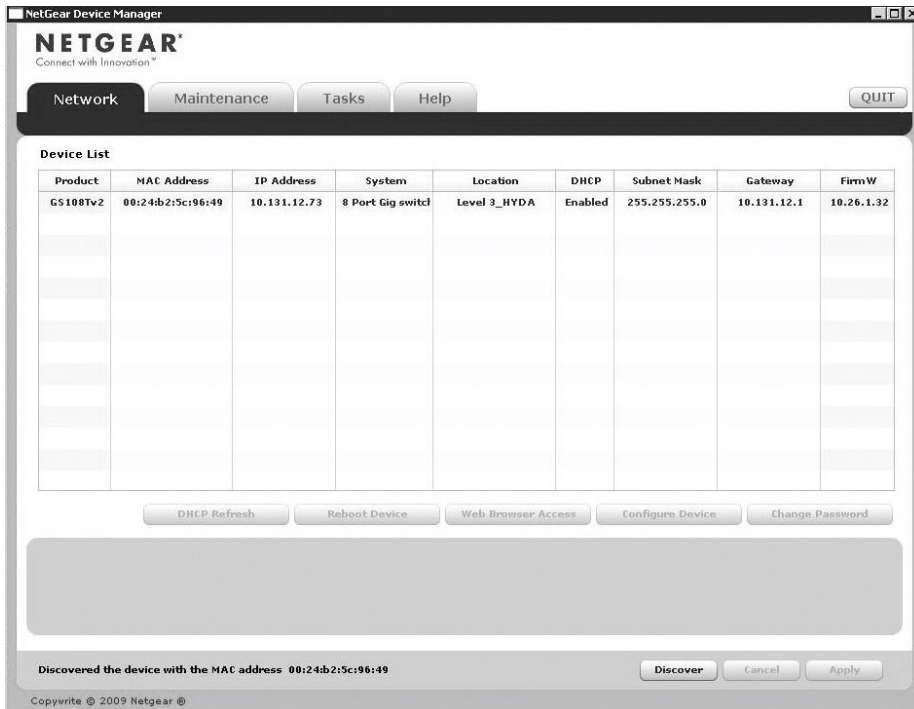 NetGear Device Manager
NETGEAR®
Connect with Innovation™
Network Maintenance Tasks Help QUIT
Device List
Product MAC Address IP Address System Location DHCP Subnet Mask Gateway FirmW
GS108Tv2 00:24:b2:5c:96:49 10.131.12.73 8 Port Gig switch Level 3_HYDA Enabled 255.255.255.0 10.131.12.1 10.26.1.32
DHCP Refresh Reboot Device Web Browser Access Configure Device Change Password
Discovered the device with the MAC address 00:24:b2:5c:96:49 Discover Cancel Apply
Copywrite © 2009 Netgear ®